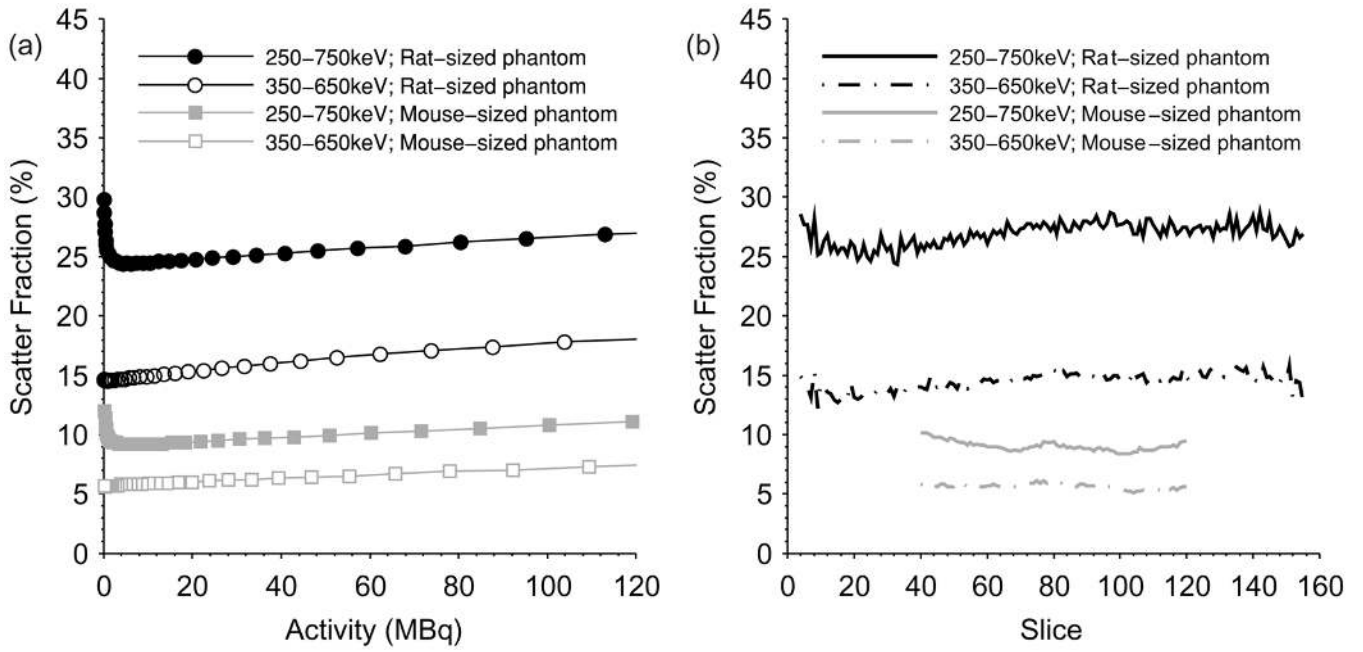 (a)
250–750keV; Rat–sized phantom
350–650keV; Rat–sized phantom
250–750keV; Mouse–sized phantom
350–650keV; Mouse–sized phantom
Scatter Fraction (%)
45
40
35
30
25
20
15
10
5
0
0 20 40 60 80 100 120
Activity (MBq)
(b)
250–750keV; Rat–sized phantom
350–650keV; Rat–sized phantom
250–750keV; Mouse–sized phantom
350–650keV; Mouse–sized phantom
Scatter Fraction (%)
45
40
35
30
25
20
15
10
5
0
0 20 40 60 80 100 120 140 160
Slice